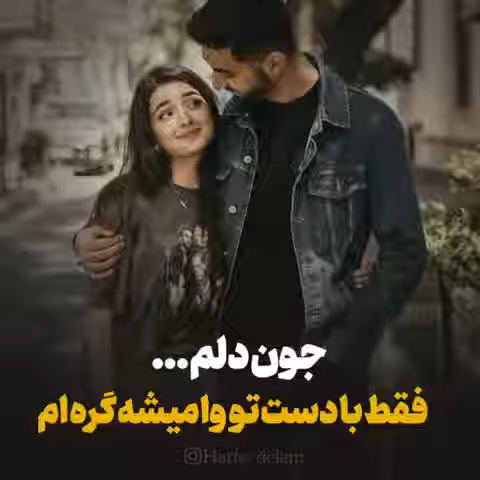 جون دلم...
فقط با دست تو وا میشه گره ام